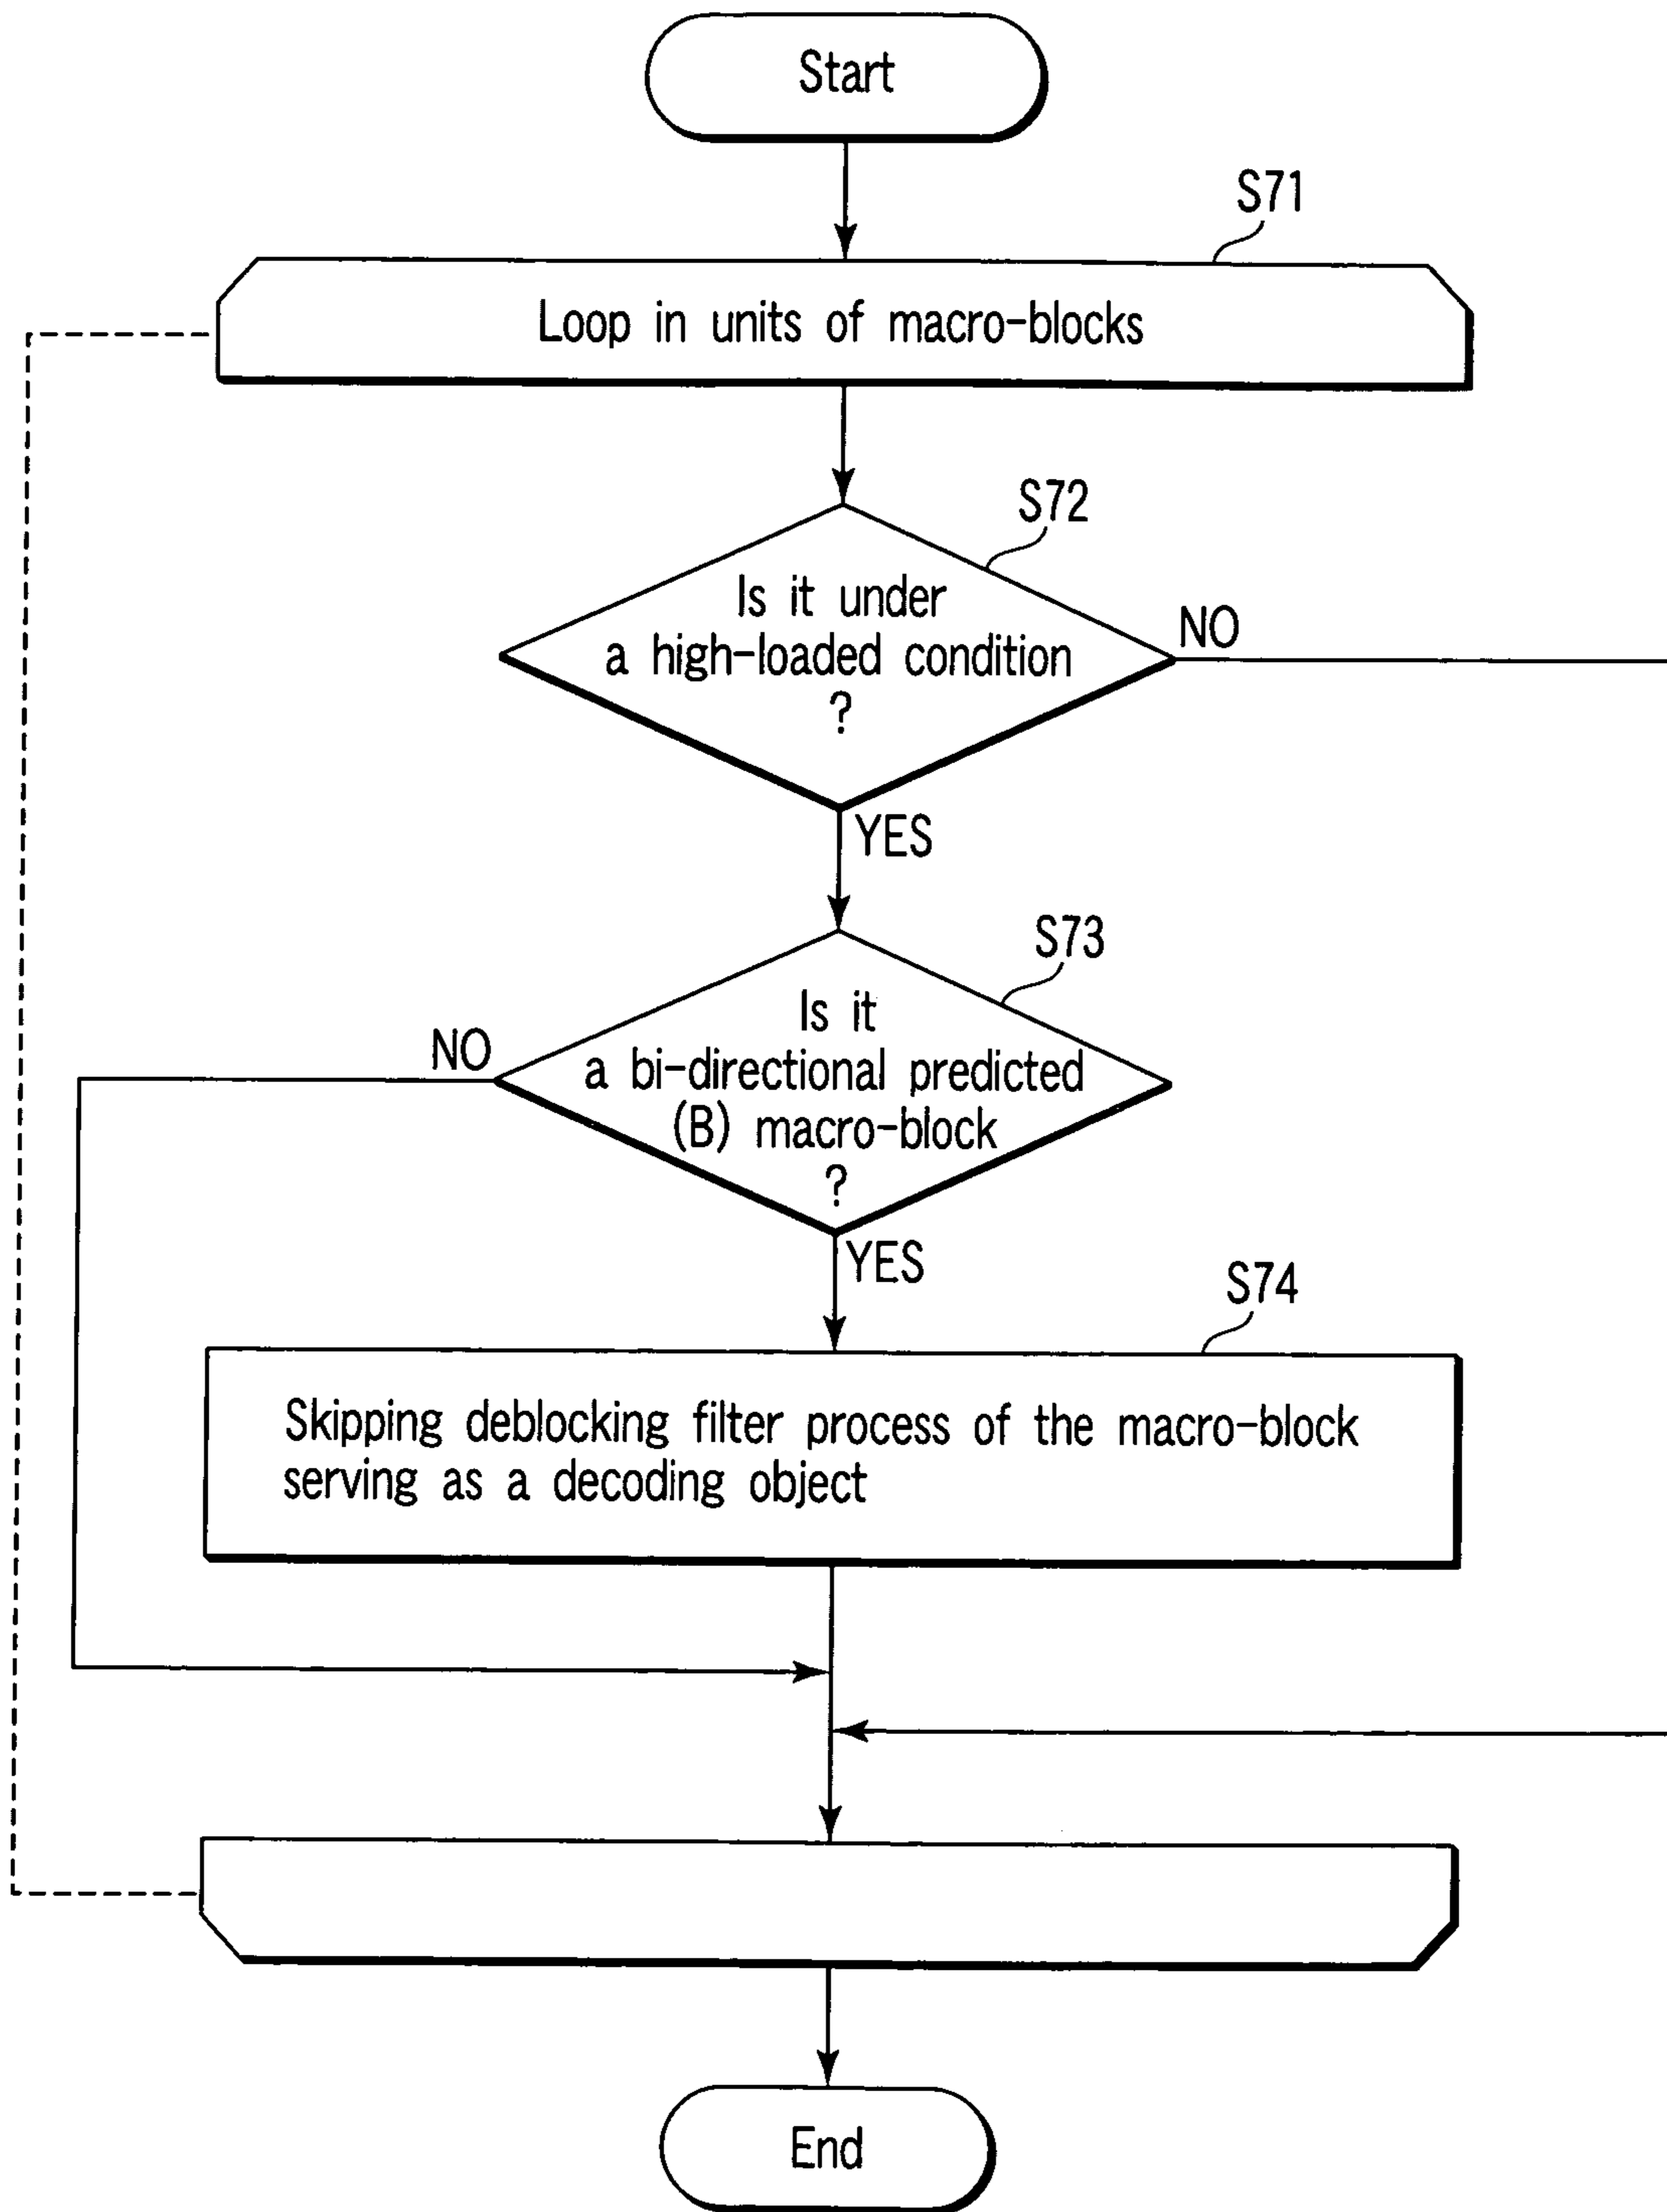 Start
S71
Loop in units of macro-blocks
S72
Is it under
a high-loaded condition
?
NO
YES
S73
Is it
a bi-directional predicted
(B) macro-block
?
NO
YES
S74
Skipping deblocking filter process of the macro-block
serving as a decoding object
End